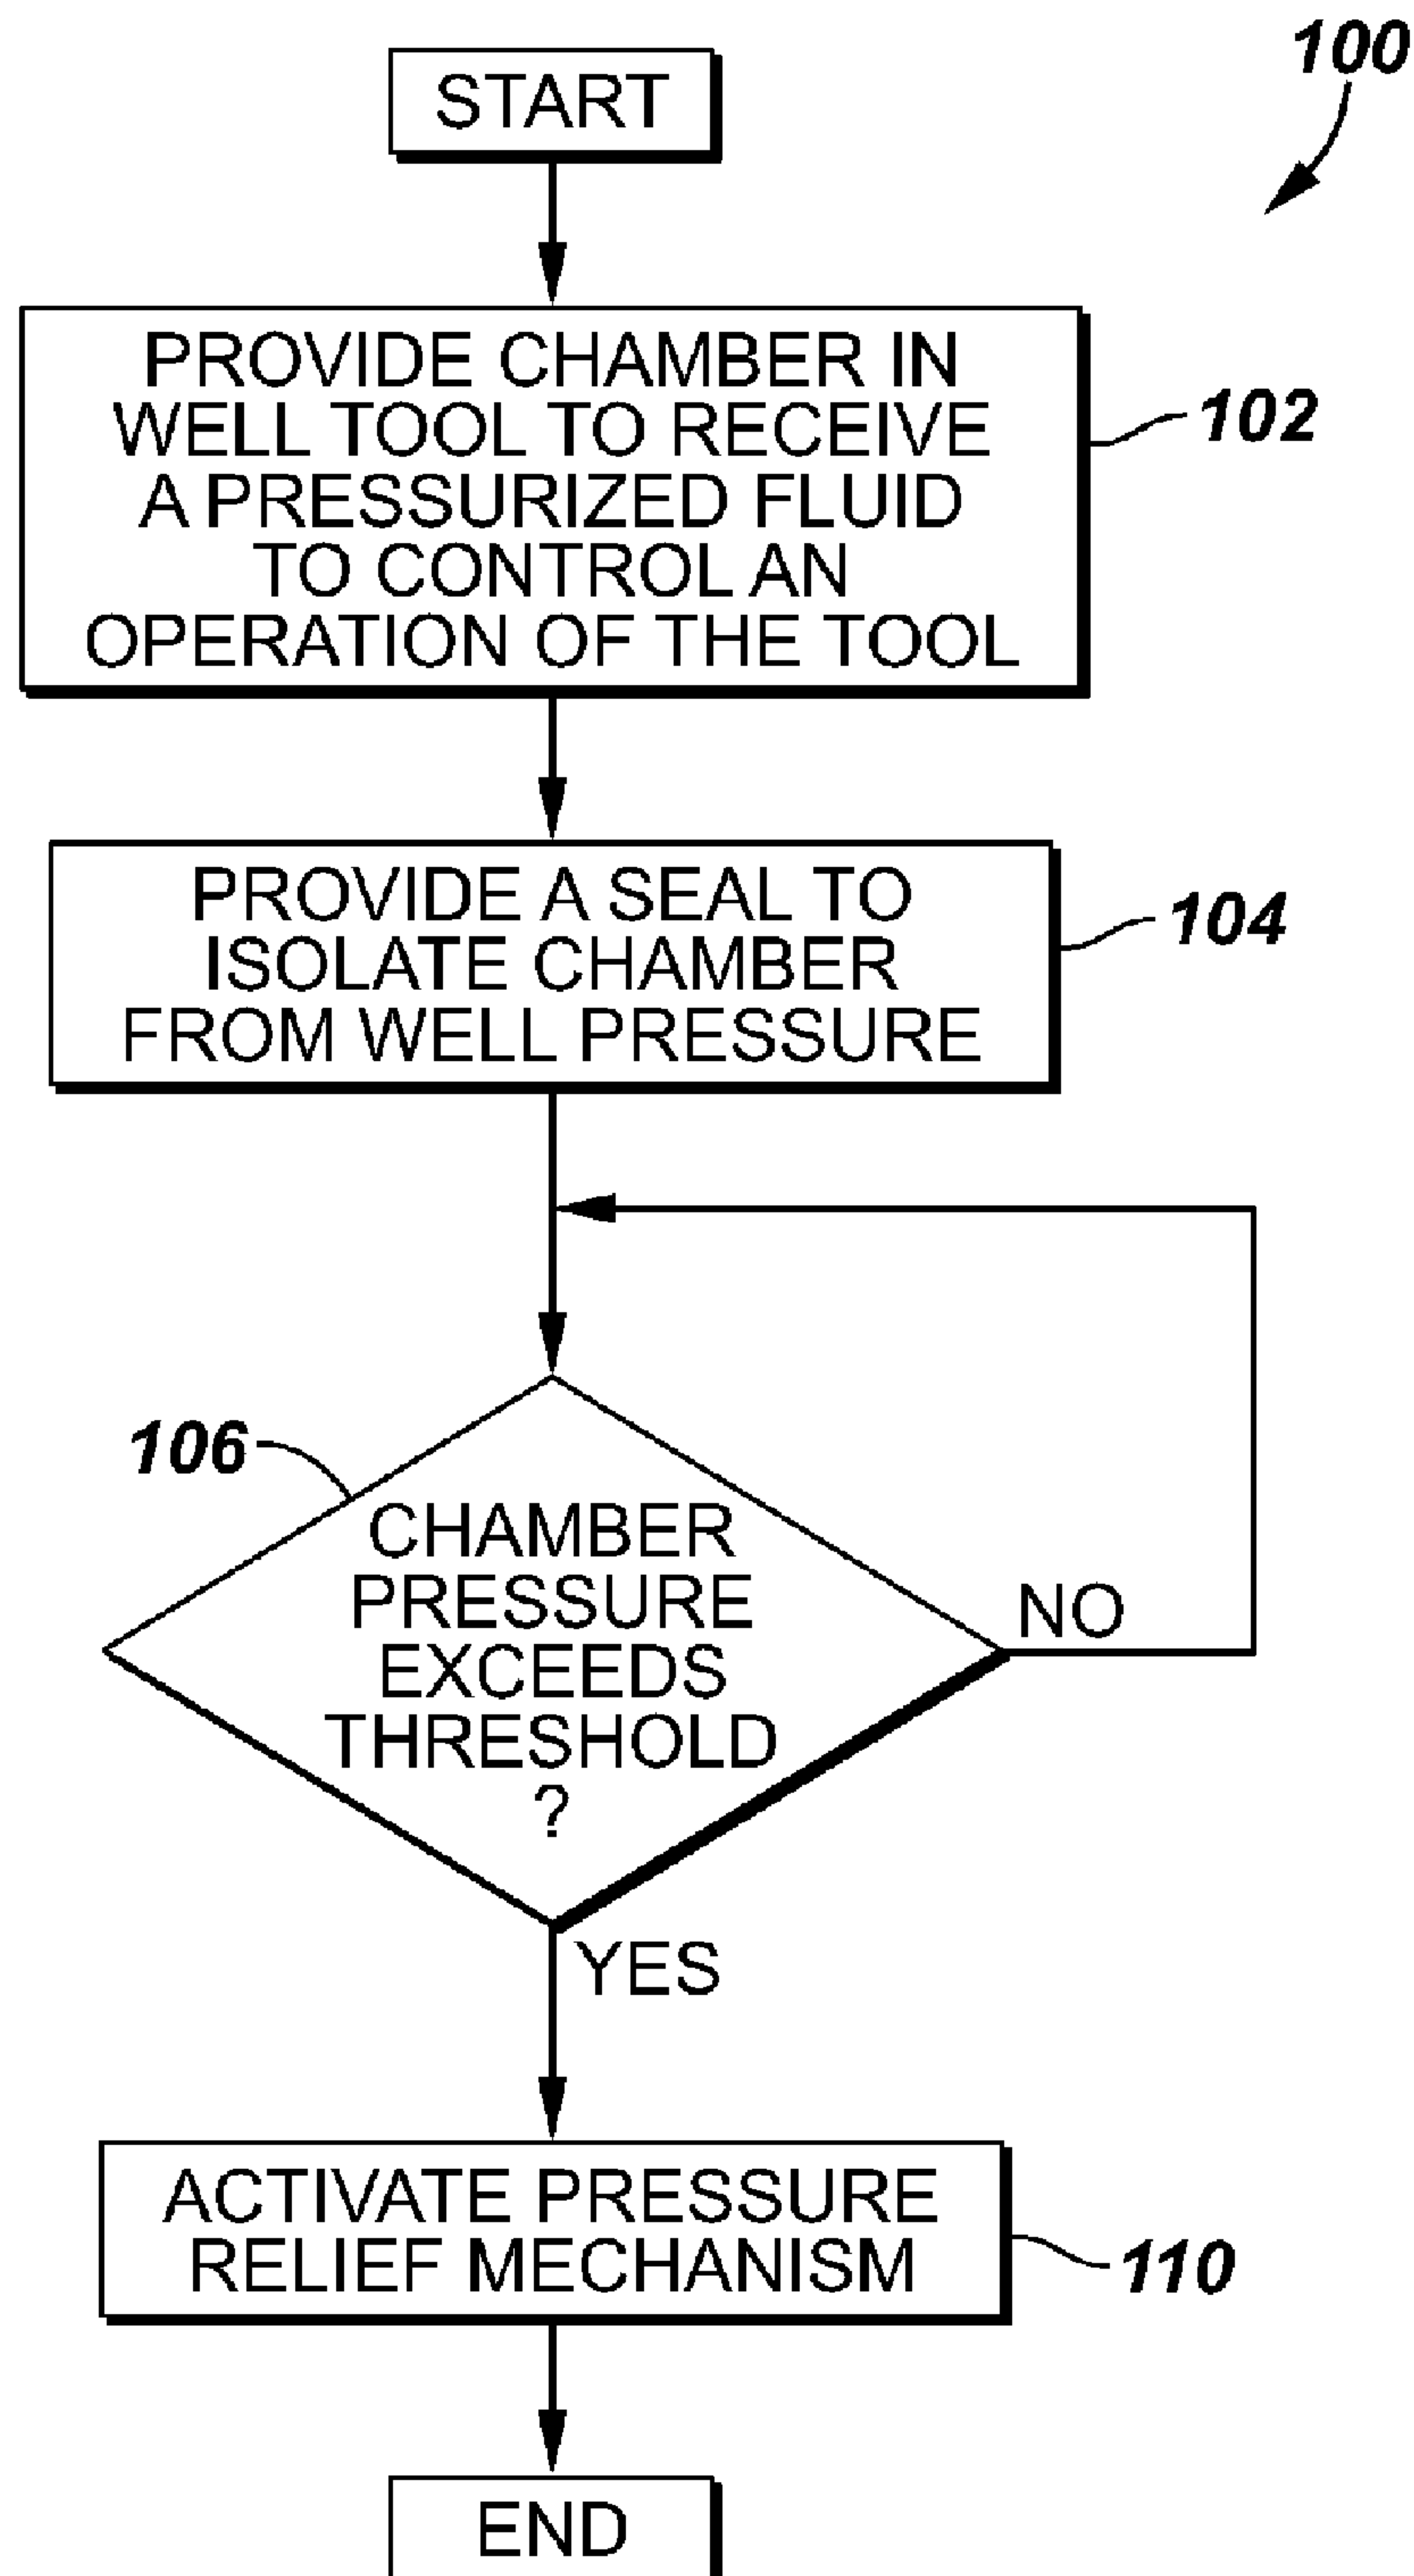 100
START
PROVIDE CHAMBER IN
WELL TOOL TO RECEIVE
A PRESSURIZED FLUID
TO CONTROL AN
OPERATION OF THE TOOL
102
PROVIDE A SEAL TO
ISOLATE CHAMBER
FROM WELL PRESSURE
104
106
CHAMBER
PRESSURE
EXCEEDS
THRESHOLD
?
NO
YES
ACTIVATE PRESSURE
RELIEF MECHANISM
110
END